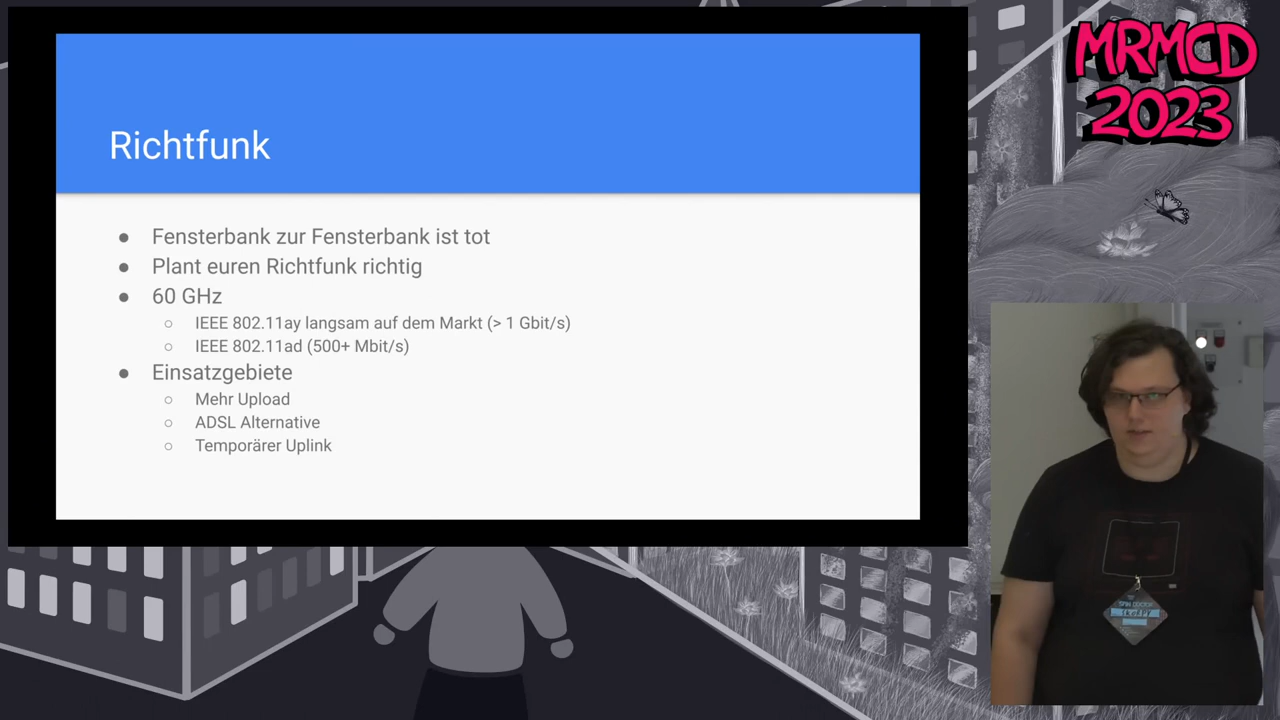 Richtfunk
● Fensterbank zur Fensterbank ist tot
● Plant euren Richtfunk richtig
● 60 GHz
○ IEEE 802.11ay langsam auf dem Markt (> 1 Gbit/s)
○ IEEE 802.11ad (500+ Mbit/s)
● Einsatzgebiete
○ Mehr Upload
○ ADSL Alternative
○ Temporärer Uplink
MRMCD
2023